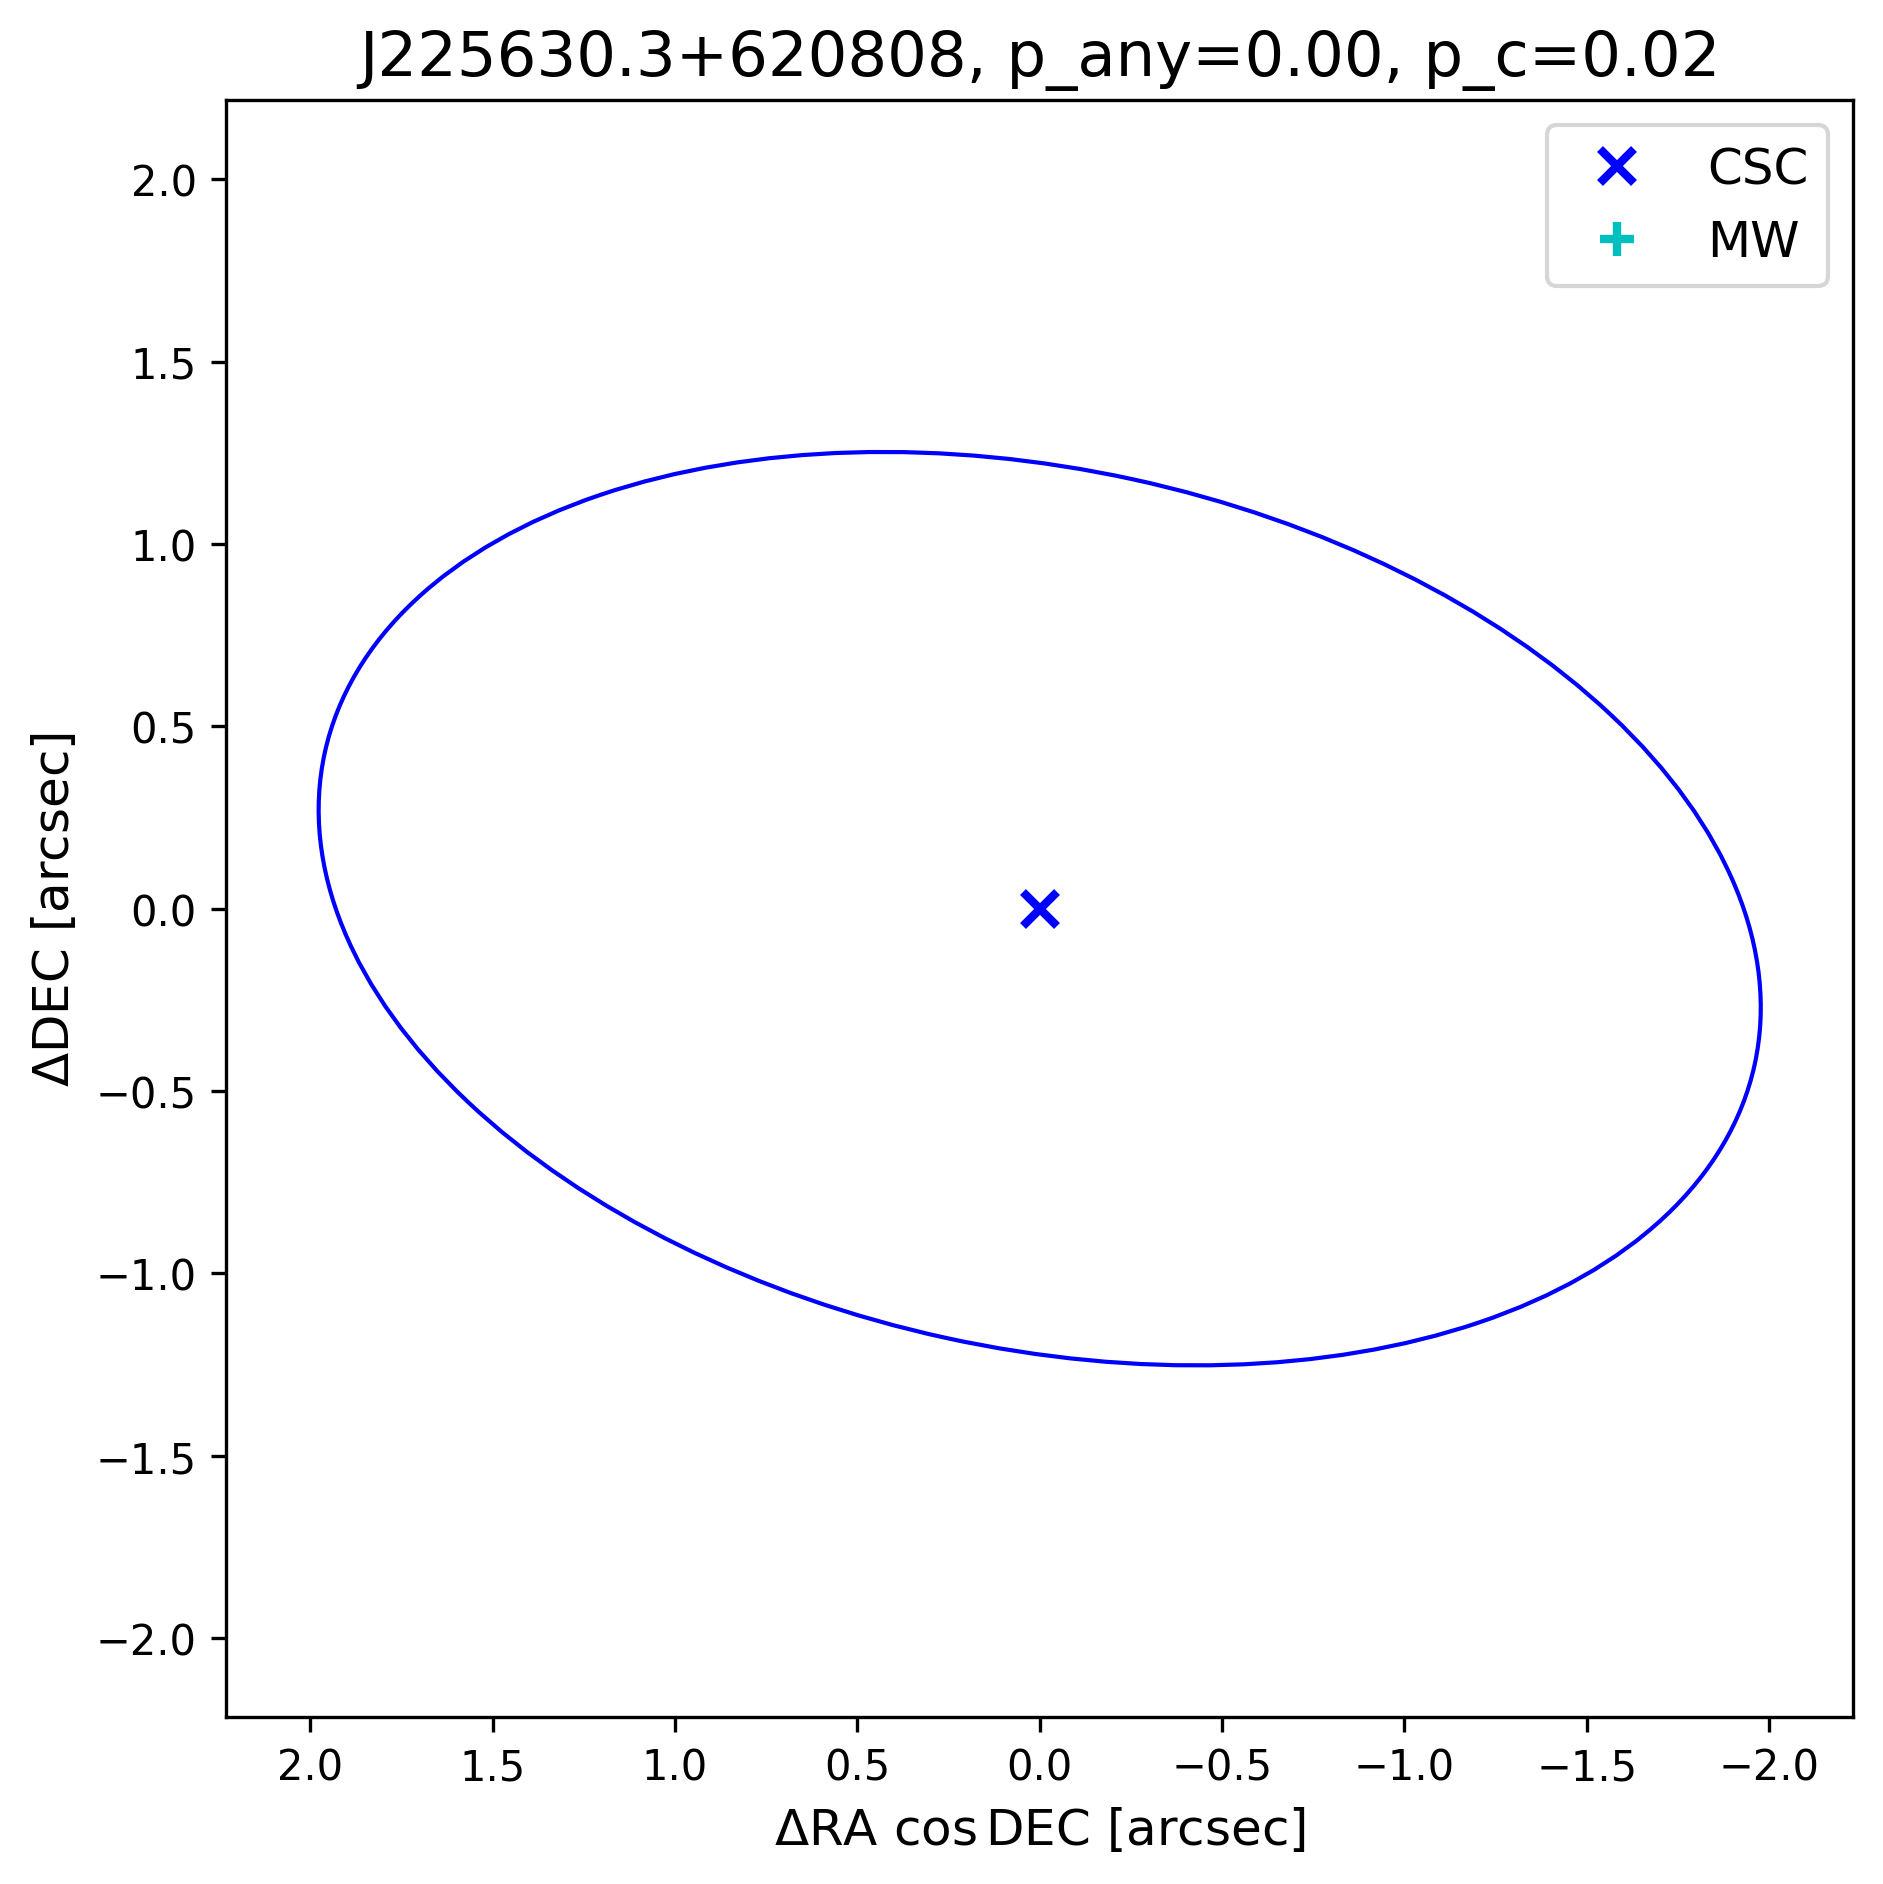 J225630.3+620808, p_any=0.00, p_c=0.02
CSC
MW
2.0
1.5
1.0
0.5
0.0
−0.5
−1.0
−1.5
−2.0
ΔDEC [arcsec]
2.0 1.5 1.0 0.5 0.0 −0.5 −1.0 −1.5 −2.0
ΔRA cos DEC [arcsec]